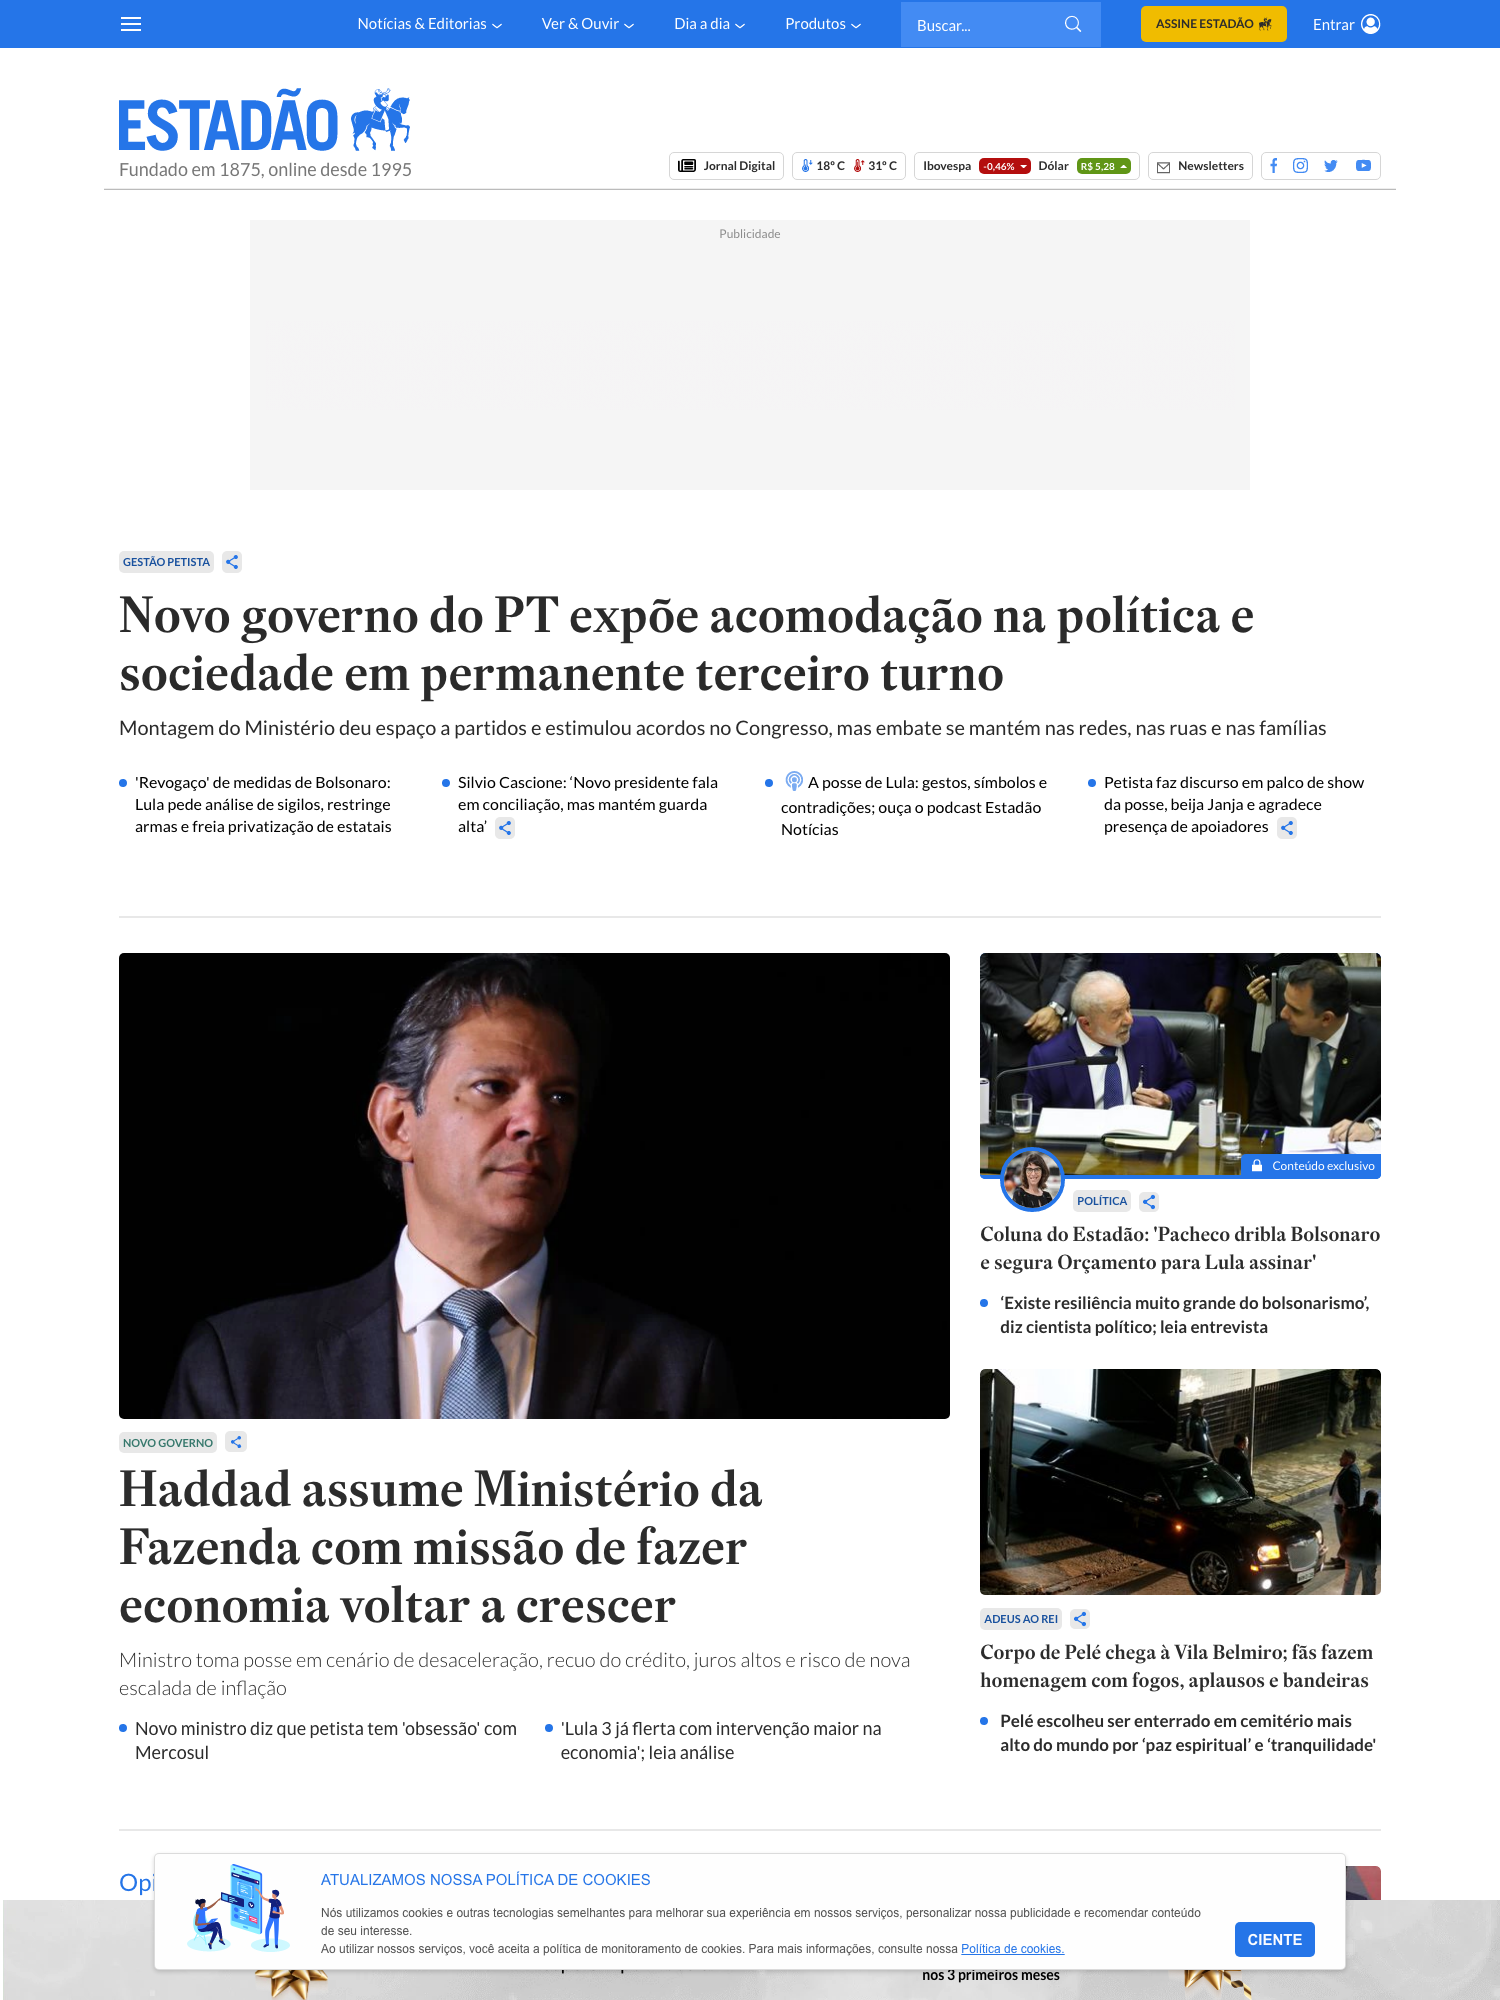 Notícias & Editorias
Ver & Ouvir
Dia a dia
Produtos
Buscar...
ASSINE ESTADÃO
Entrar
ESTADÃO
Fundado em 1875, online desde 1995
Jornal Digital
18º C 31º C
Ibovespa -0,46% Dólar R$ 5,28
Newsletters
Publicidade
GESTÃO PETISTA
Novo governo do PT expõe acomodação na política e
sociedade em permanente terceiro turno
Montagem do Ministério deu espaço a partidos e estimulou acordos no Congresso, mas embate se mantém nas redes, nas ruas e nas famílias
'Revogaço' de medidas de Bolsonaro:
Lula pede análise de sigilos, restringe
armas e freia privatização de estatais
Silvio Cascione: ‘Novo presidente fala
em conciliação, mas mantém guarda
alta’
A posse de Lula: gestos, símbolos e
contradições; ouça o podcast Estadão
Notícias
Petista faz discurso em palco de show
da posse, beija Janja e agradece
presença de apoiadores
NOVO GOVERNO
Haddad assume Ministério da
Fazenda com missão de fazer
economia voltar a crescer
Ministro toma posse em cenário de desaceleração, recuo do crédito, juros altos e risco de nova
escalada de inflação
Novo ministro diz que petista tem 'obsessão' com
Mercosul
'Lula 3 já flerta com intervenção maior na
economia'; leia análise
Conteúdo exclusivo
POLÍTICA
Coluna do Estadão: 'Pacheco dribla Bolsonaro
e segura Orçamento para Lula assinar'
‘Existe resiliência muito grande do bolsonarismo’,
diz cientista político; leia entrevista
ADEUS AO REI
Corpo de Pelé chega à Vila Belmiro; fãs fazem
homenagem com fogos, aplausos e bandeiras
Pelé escolheu ser enterrado em cemitério mais
alto do mundo por ‘paz espiritual’ e ‘tranquilidade’
Opi
ATUALIZAMOS NOSSA POLÍTICA DE COOKIES
Nós utilizamos cookies e outras tecnologias semelhantes para melhorar sua experiência em nossos serviços, personalizar nossa publicidade e recomendar conteúdo
de seu interesse.
Ao utilizar nossos serviços, você aceita a política de monitoramento de cookies. Para mais informações, consulte nossa Política de cookies.
CIENTE
nos 3 primeiros meses